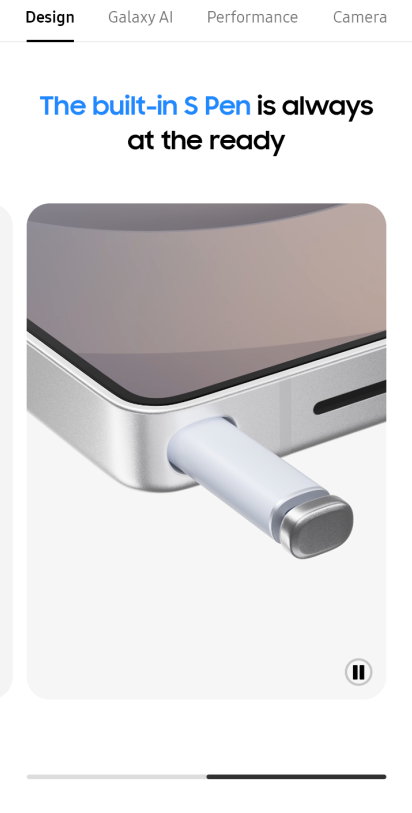 Design Galaxy AI Performance Camera
The built-in S Pen is always
at the ready